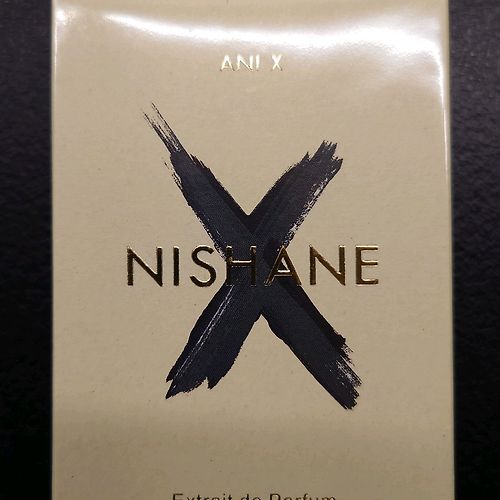 ANI X
NISHANE
Extrait de Parfum